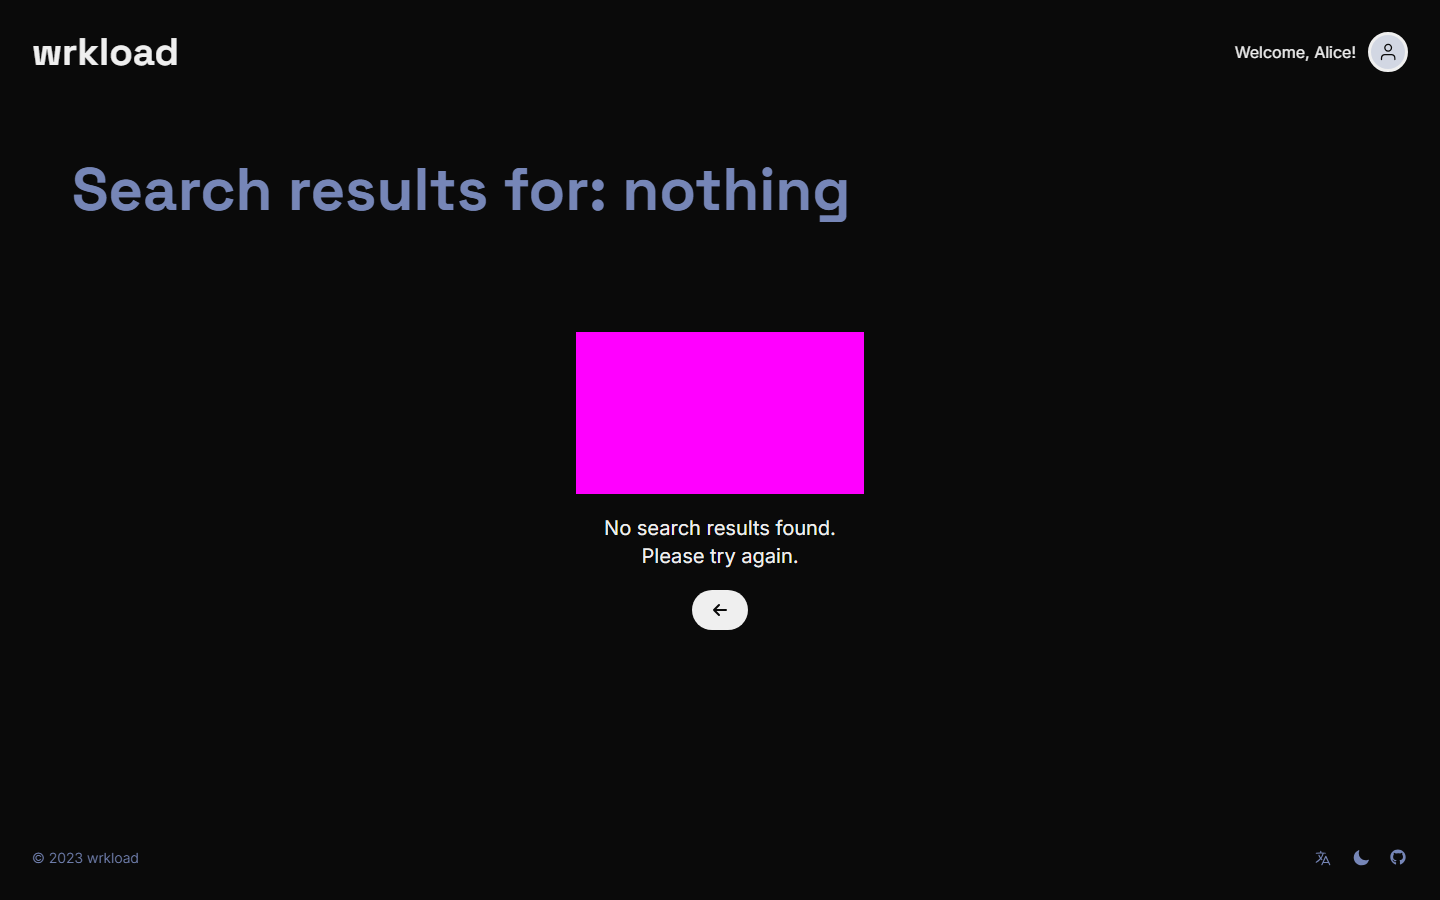 wrkload
Welcome, Alice!
Search results for: nothing
No search results found.
Please try again.
© 2023 wrkload